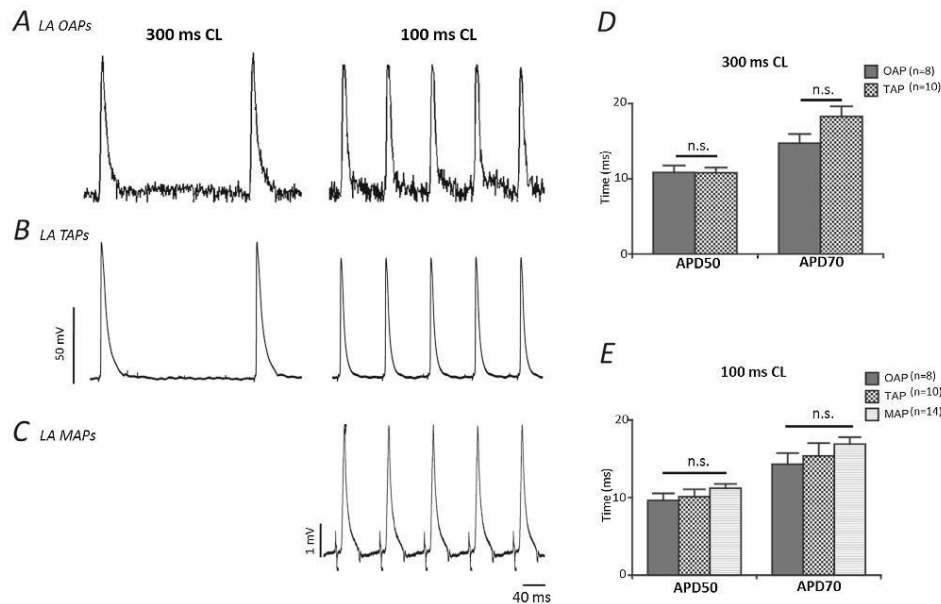 A LA OAPs
300 ms CL
100 ms CL
B LA TAPs
50 mV
C LA MAPs
1 mV
40 ms
D
300 ms CL
OAP (n=8)
TAP (n=10)
n.s.
n.s.
20
10
0
Time (ms)
APD50
APD70
E
100 ms CL
OAP (n=8)
TAP (n=10)
MAP (n=14)
n.s.
n.s.
20
10
0
Time (ms)
APD50
APD70